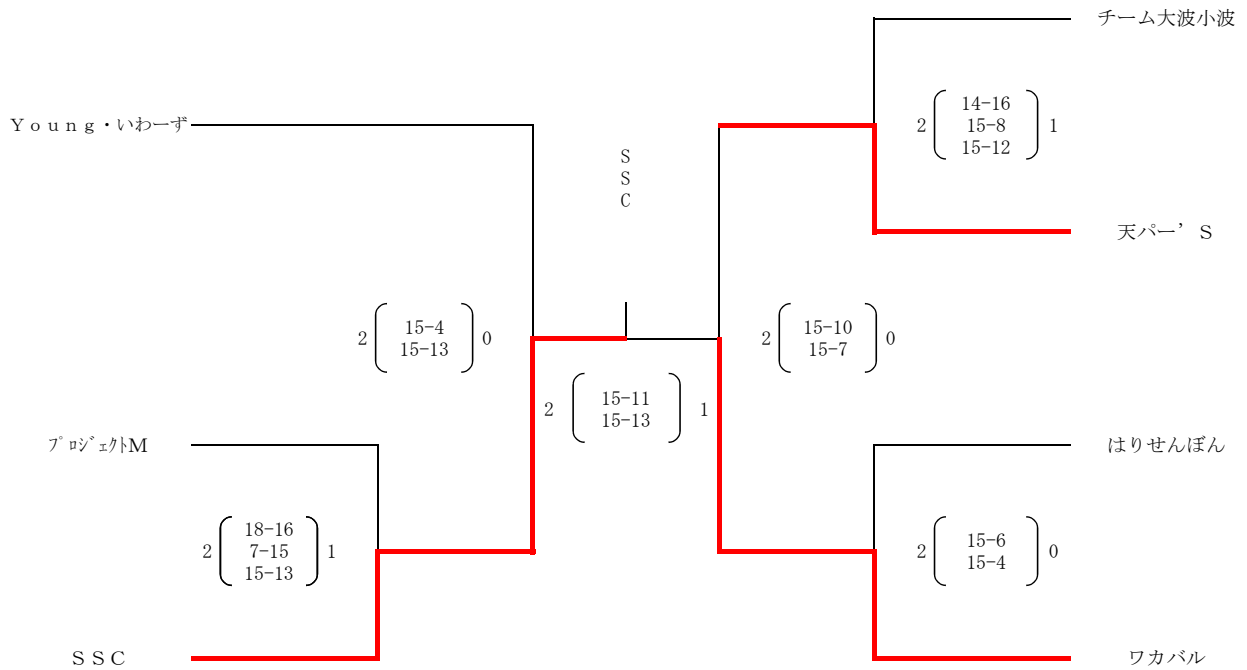 チーム大波小波
14-16
2 15-8 1
15-12
Young・いわーず
SSC
天パー’S
15-4
2 0
15-13
15-10
2 0
15-7
15-11
2 1
15-13
ﾌﾟﾛｼﾞｪｸﾄM
はりせんぼん
18-16
2 7-15 1
15-13
15-6
2 0
15-4
SSC
ワカバル